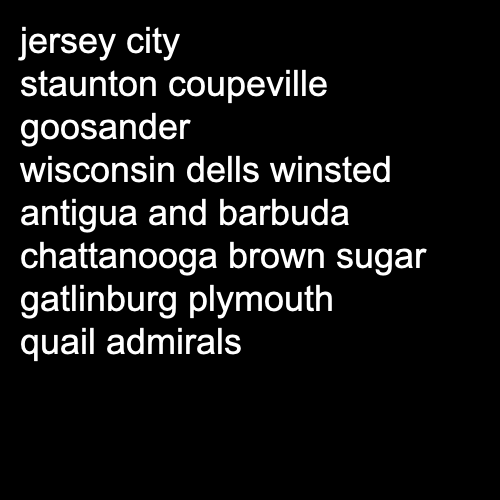 jersey city
staunton coupeville
goosander
wisconsin dells winsted
antigua and barbuda
chattanooga brown sugar
gatlinburg plymouth
quail admirals